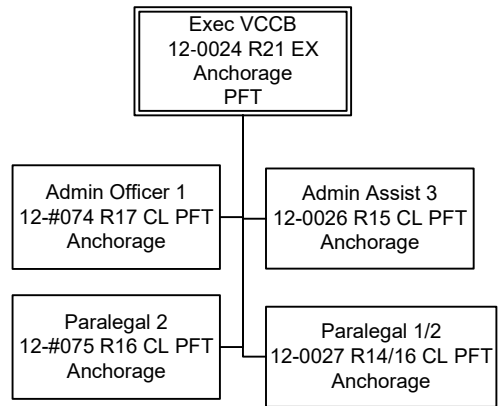 Exec VCCB
12-0024 R21 EX
Anchorage
PFT
Admin Officer 1
12-#074 R17 CL PFT
Anchorage
Admin Assist 3
12-0026 R15 CL PFT
Anchorage
Paralegal 2
12-#075 R16 CL PFT
Anchorage
Paralegal 1/2
12-0027 R14/16 CL PFT
Anchorage